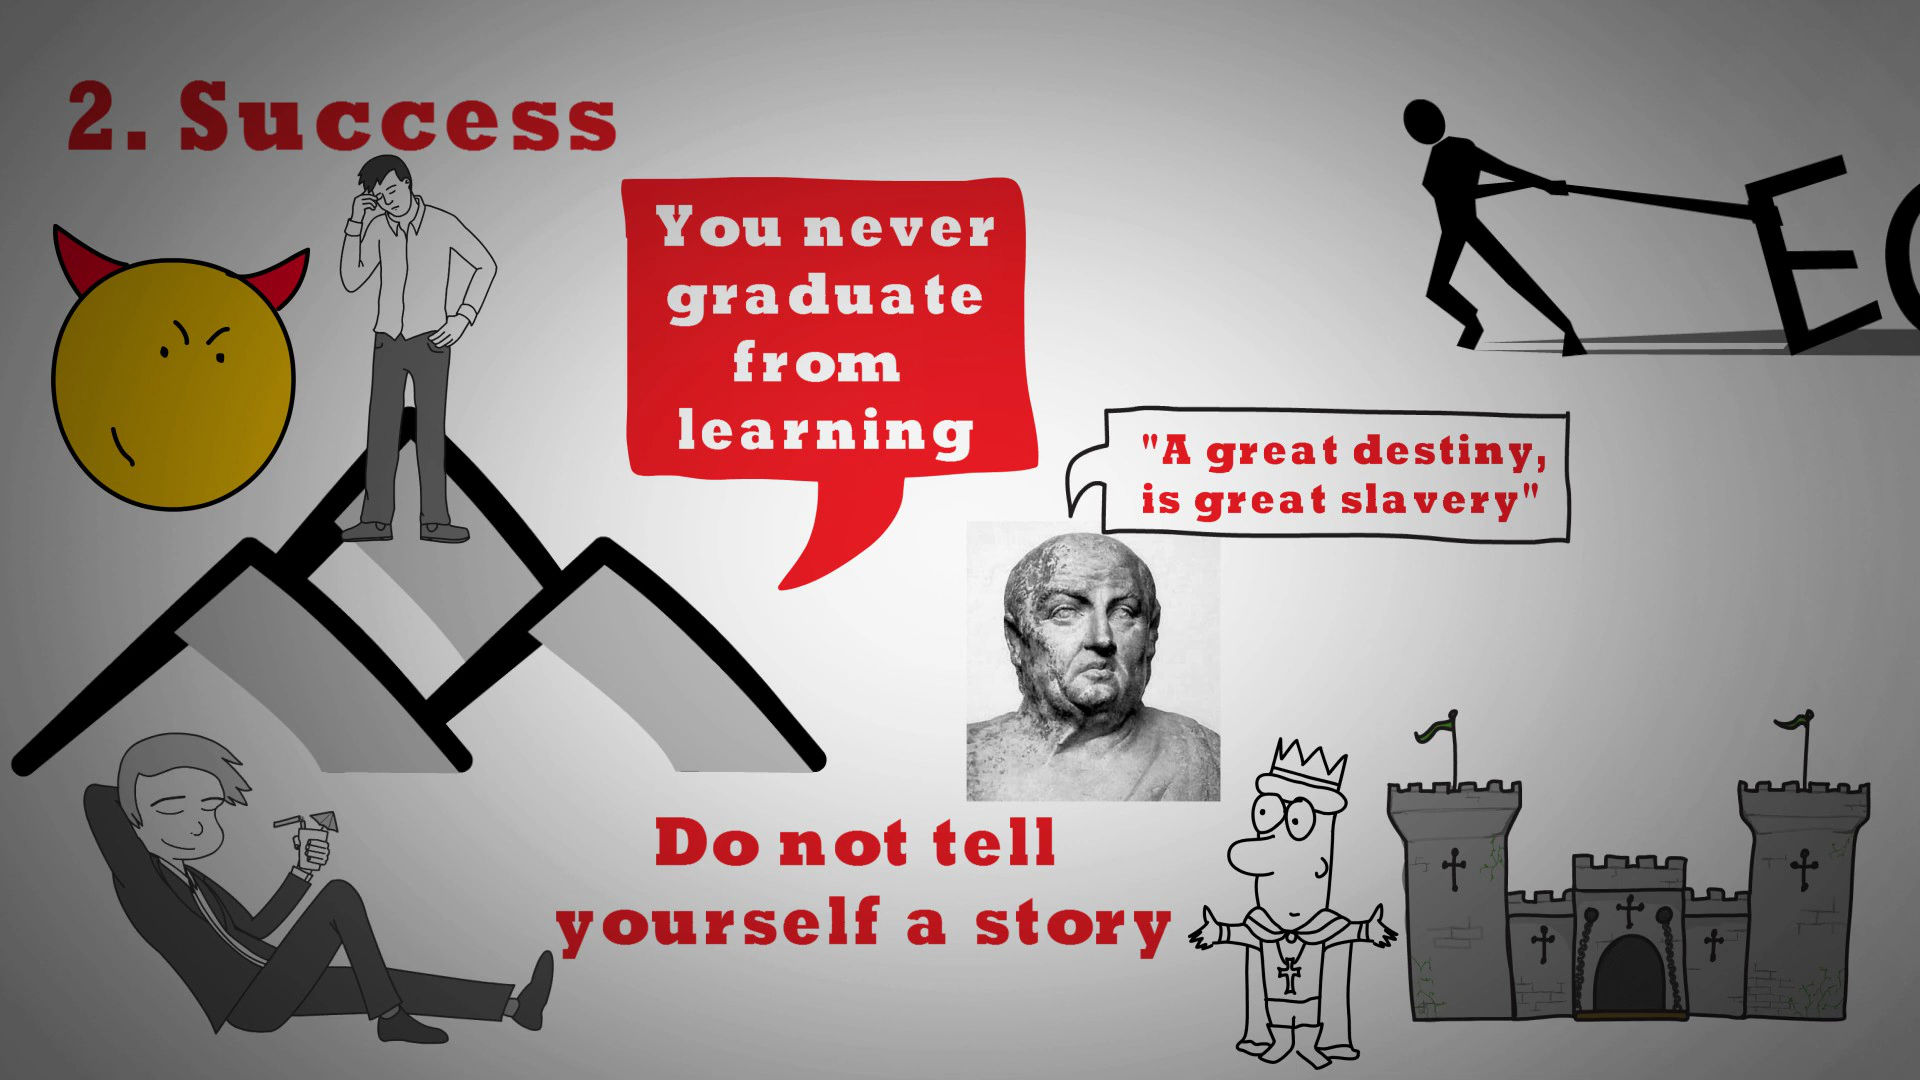 2. Success
You never
graduate
from
learning
"A great destiny,
is great slavery"
Do not tell
yourself a story